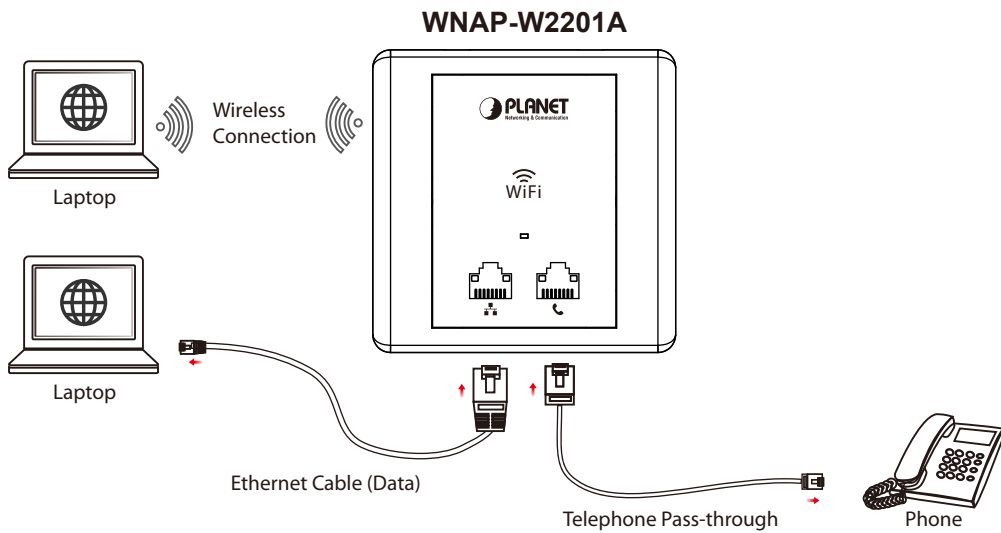 WNAP-W2201A
PLANET
Networking & Communication
Wireless
Connection
WiFi
Laptop
Laptop
Ethernet Cable (Data)
Telephone Pass-through
Phone